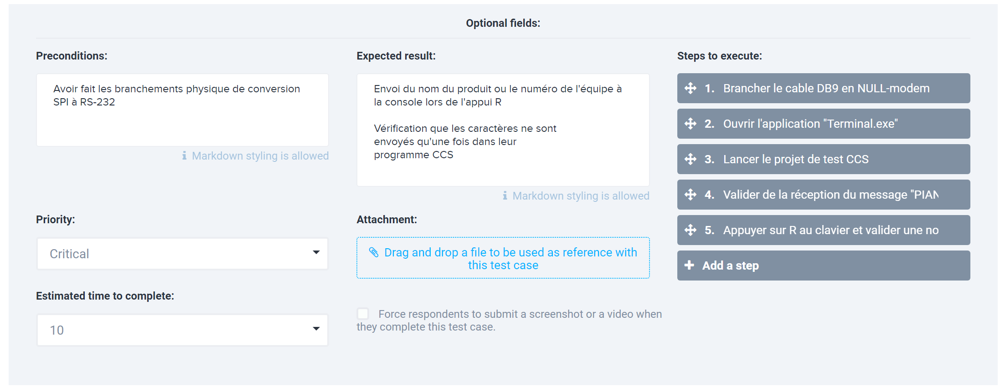 Optional fields:
Preconditions:
Avoir fait les branchements physique de conversion
SPI à RS-232
Markdown styling is allowed
Expected result:
Envoi du nom du produit ou le numéro de l'équipe à
la console lors de l'appui R
Vérification que les caractères ne sont
envoyés qu'une fois dans leur
programme CCS
Markdown styling is allowed
Steps to execute:
1. Brancher le cable DB9 en NULL-modem
2. Ouvrir l'application "Terminal.exe"
3. Lancer le projet de test CCS
4. Valider de la réception du message "PIAN
5. Appuyer sur R au clavier et valider une no
Add a step
Priority:
Critical
Attachment:
Drag and drop a file to be used as reference with
this test case
Estimated time to complete:
10
Force respondents to submit a screenshot or a video when
they complete this test case.